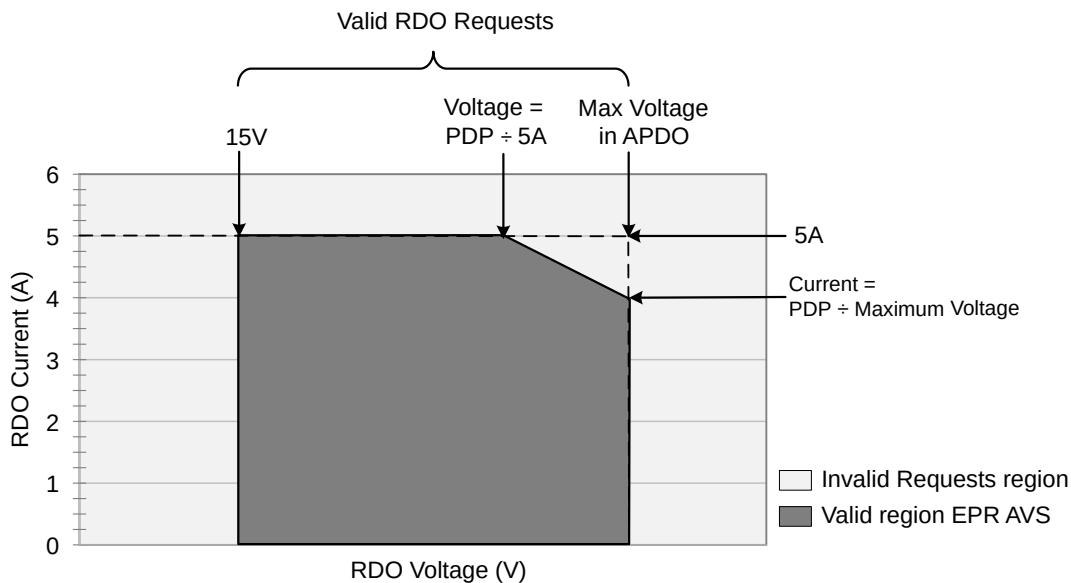 Valid RDO Requests
Voltage =
PDP ÷ 5A
Max Voltage
in APDO
15V
6
5
4
3
2
1
0
RDO Current (A)
5A
Current =
PDP ÷ Maximum Voltage
Invalid Requests region
Valid region EPR AVS
RDO Voltage (V)